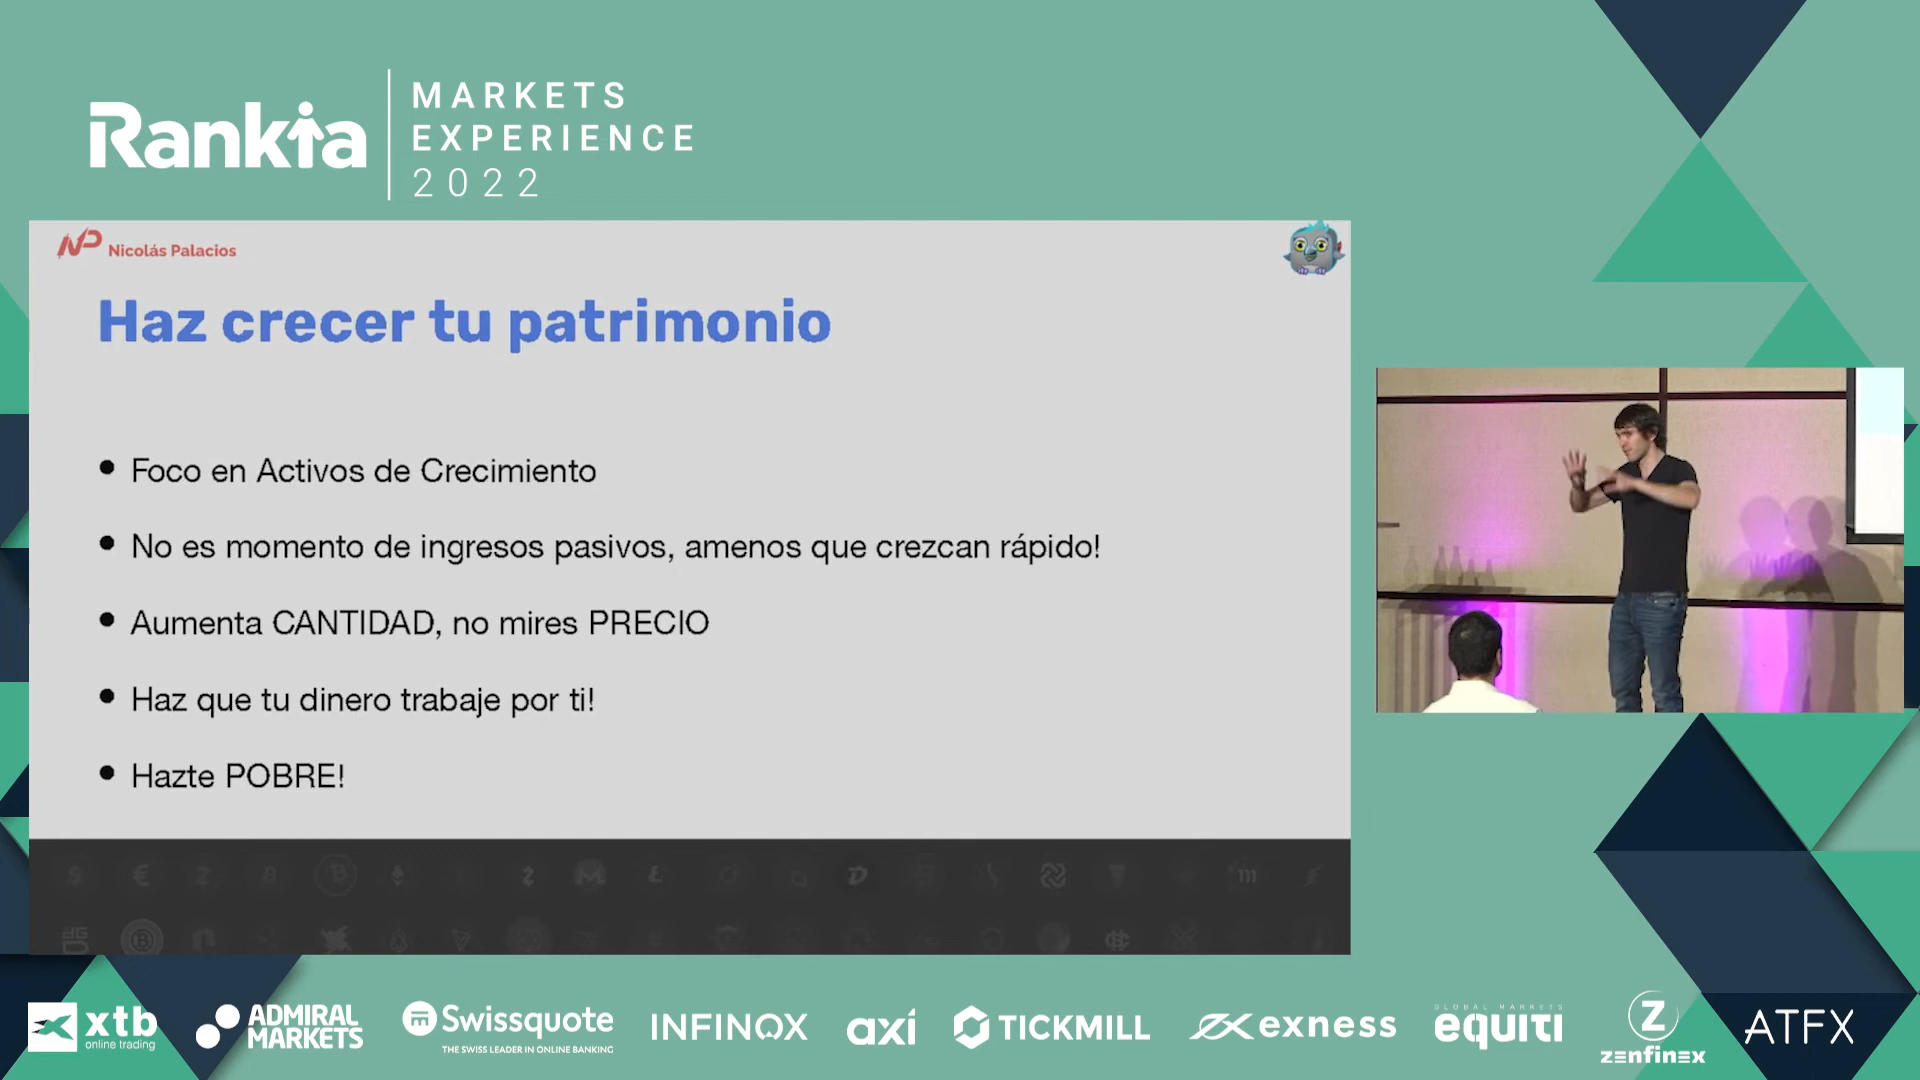 Rankia
MARKETS
EXPERIENCE
2022
NP Nicolás Palacios
Haz crecer tu patrimonio
• Foco en Activos de Crecimiento
• No es momento de ingresos pasivos, amenos que crezcan rápido!
• Aumenta CANTIDAD, no mires PRECIO
• Haz que tu dinero trabaje por ti!
• Hazte POBRE!
xtb
online trading
ADMIRAL
MARKETS
Swissquote
THE SWISS LEADER IN ONLINE BANKING
INFINOX
axi
TICKMILL
exness
GLOBAL MARKETS
equiti
Z
zenfinex
ATFX